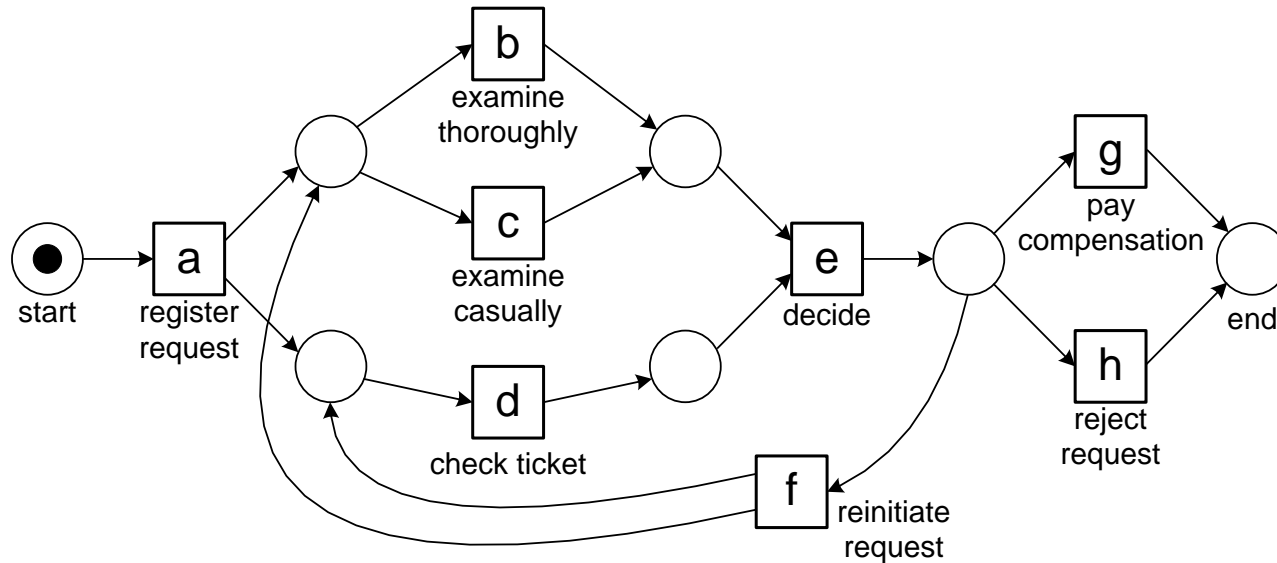 b
examine
thoroughly
g
pay
compensation
c
examine
casually
start
a
register
request
e
decide
end
d
check ticket
h
reject
request
f
reinitiate
request